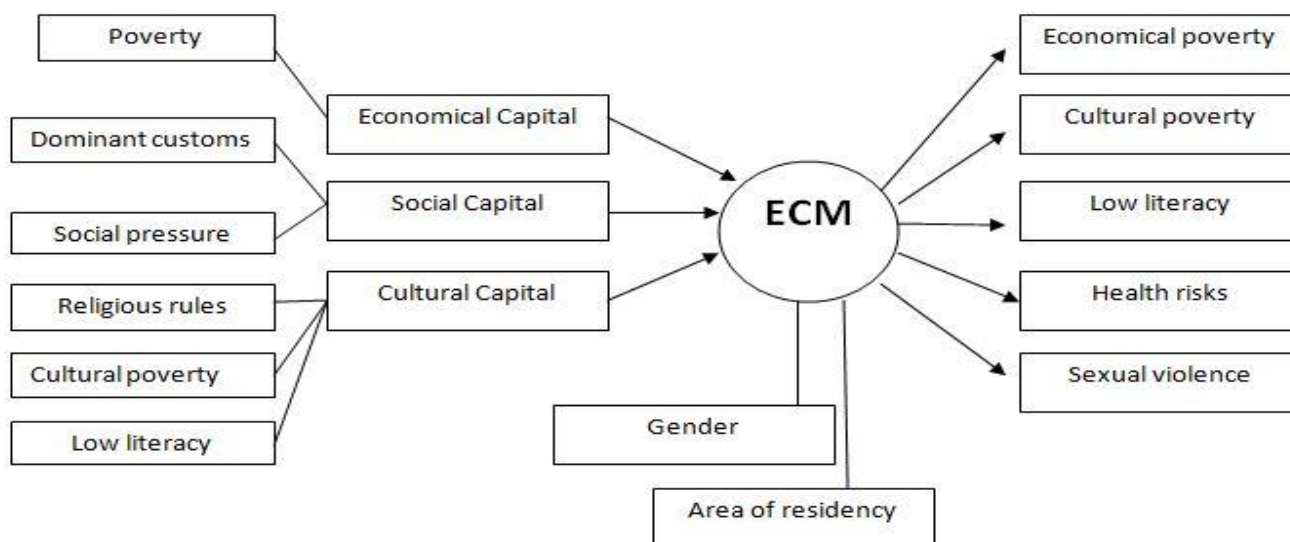 Poverty
Dominant customs
Social pressure
Religious rules
Cultural poverty
Low literacy
Economical Capital
Social Capital
Cultural Capital
ECM
Gender
Area of residency
Economical poverty
Cultural poverty
Low literacy
Health risks
Sexual violence